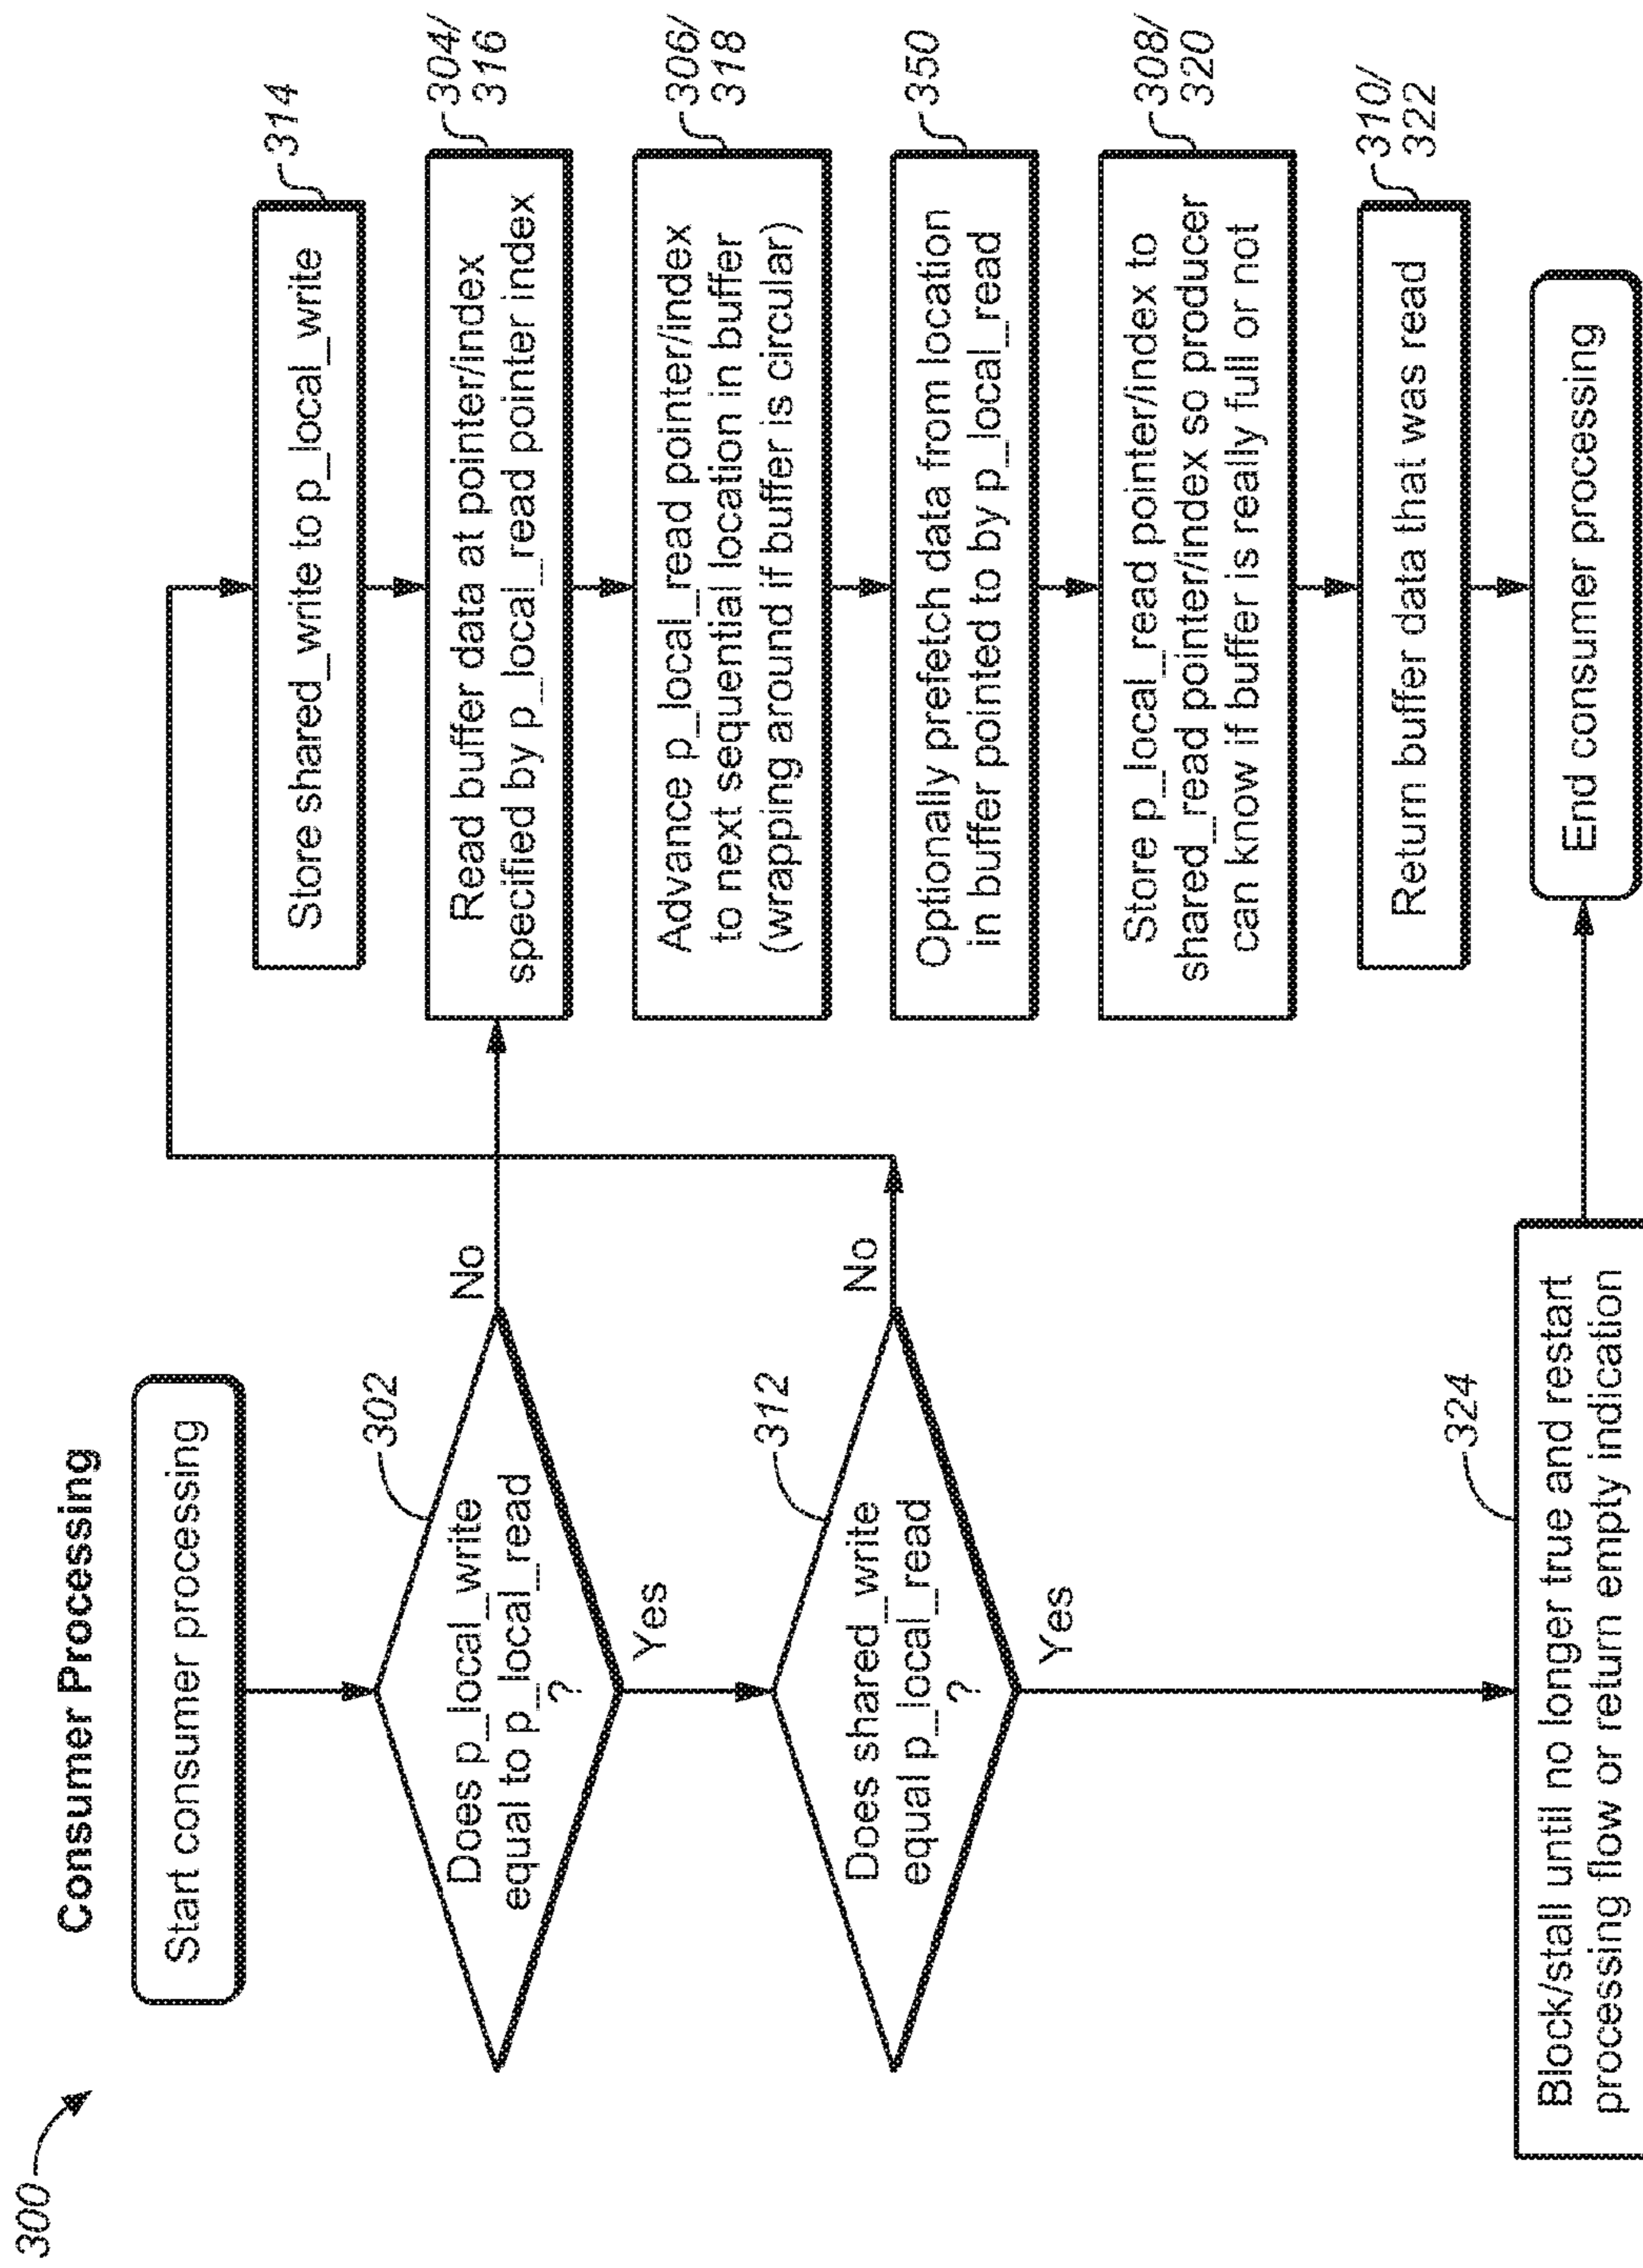 300
Consumer Processing
Start consumer processing
302
Does p_local_write
equal to p_local_read
?
No
Yes
312
Does shared_write
equal p_local_read
?
No
Yes
324
Block/stall until no longer true and restart
processing flow or return empty indication
314
Store shared_write to p_local_write
304/
316
Read buffer data at pointer/index
specified by p_local_read pointer index
306/
318
Advance p_local_read pointer/index
to next sequential location in buffer
(wrapping around if buffer is circular)
350
Optionally prefetch data from location
in buffer pointed to by p_local_read
308/
320
Store p_local_read pointer/index to
shared_read pointer/index so producer
can know if buffer is really full or not
310/
322
Return buffer data that was read
End consumer processing